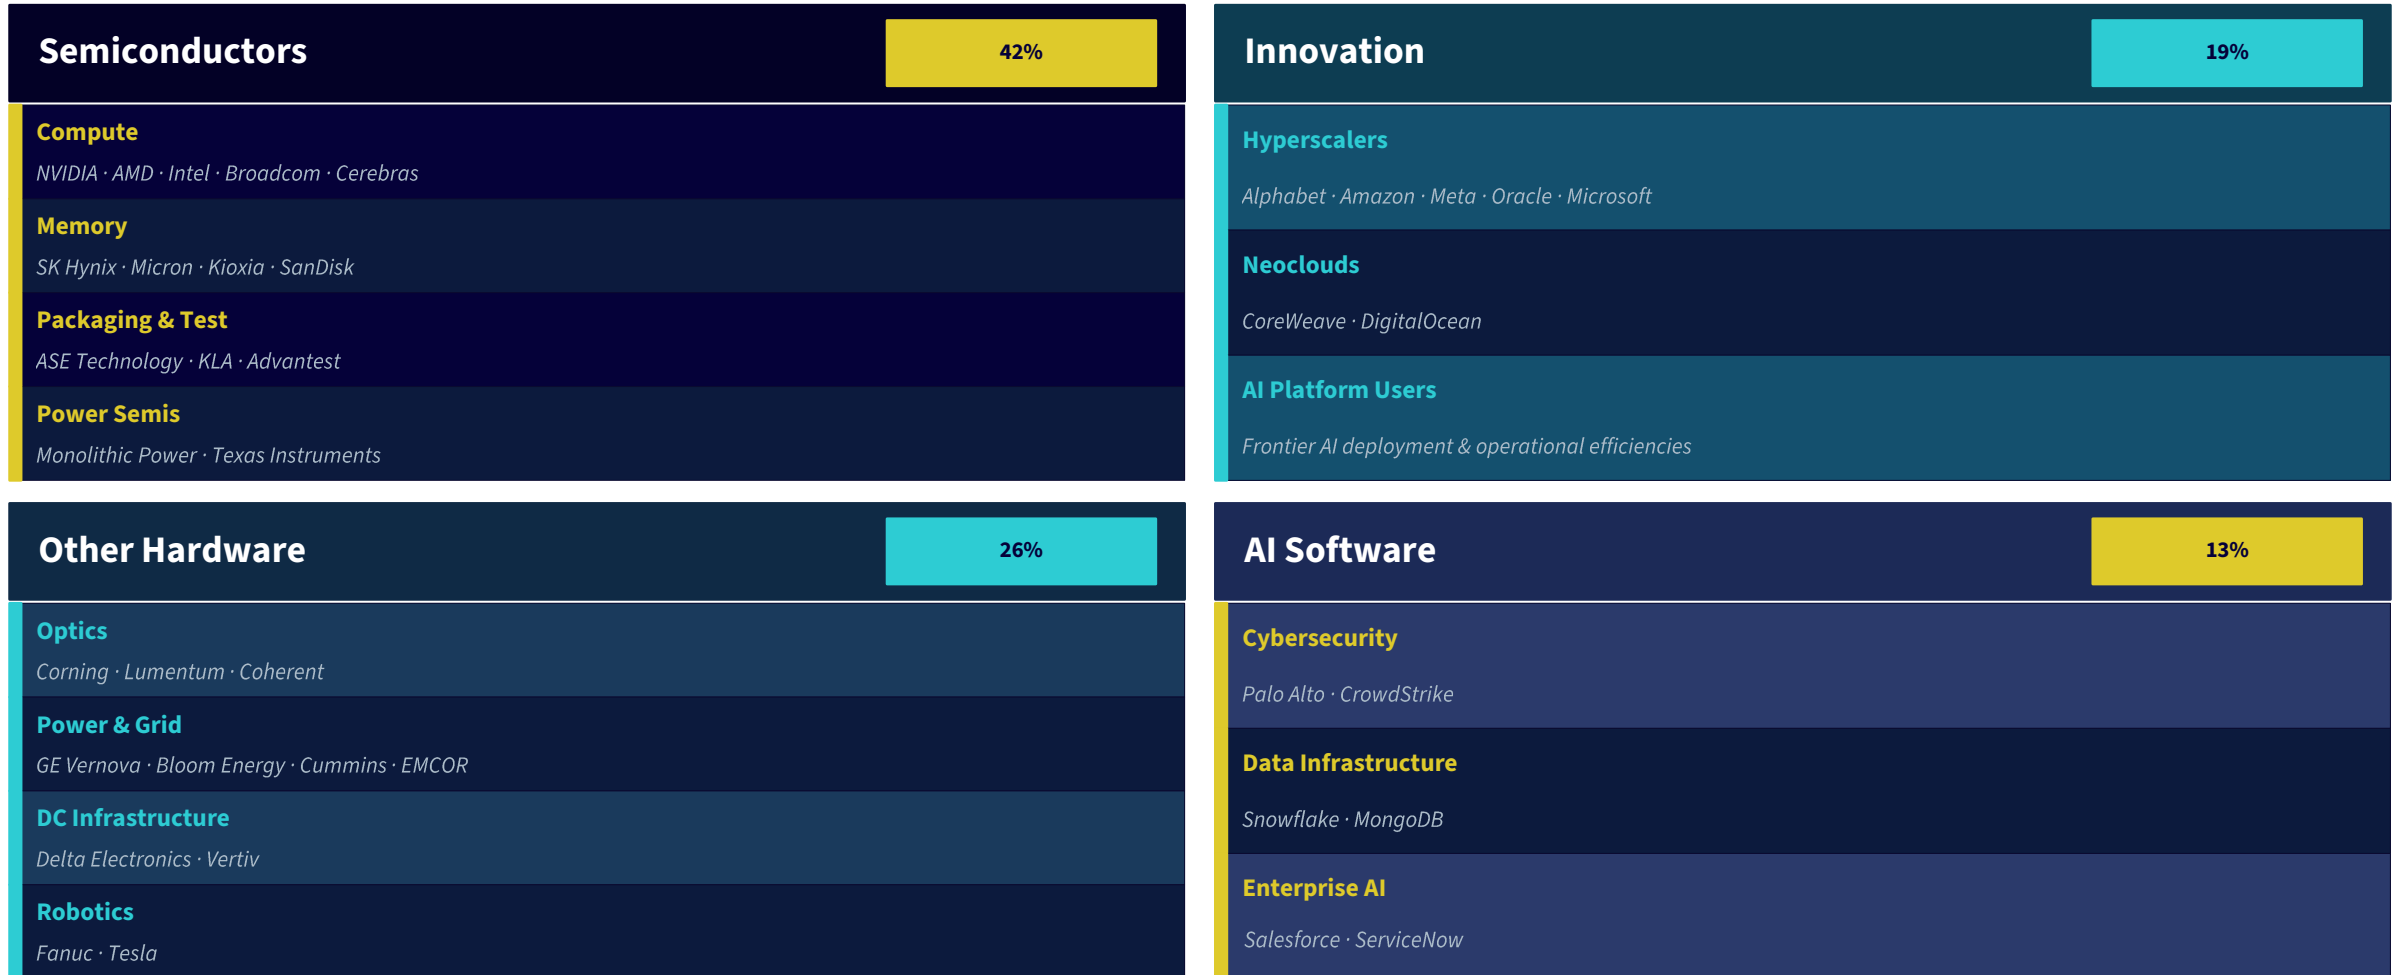 Semiconductors
42%
Compute
NVIDIA · AMD · Intel · Broadcom · Cerebras
Memory
SK Hynix · Micron · Kioxia · SanDisk
Packaging & Test
ASE Technology · KLA · Advantest
Power Semis
Monolithic Power · Texas Instruments
Innovation
19%
Hyperscalers
Alphabet · Amazon · Meta · Oracle · Microsoft
Neoclouds
CoreWeave · DigitalOcean
AI Platform Users
Frontier AI deployment & operational efficiencies
Other Hardware
26%
Optics
Corning · Lumentum · Coherent
Power & Grid
GE Vernova · Bloom Energy · Cummins · EMCOR
DC Infrastructure
Delta Electronics · Vertiv
Robotics
Fanuc · Tesla
AI Software
13%
Cybersecurity
Palo Alto · CrowdStrike
Data Infrastructure
Snowflake · MongoDB
Enterprise AI
Salesforce · ServiceNow